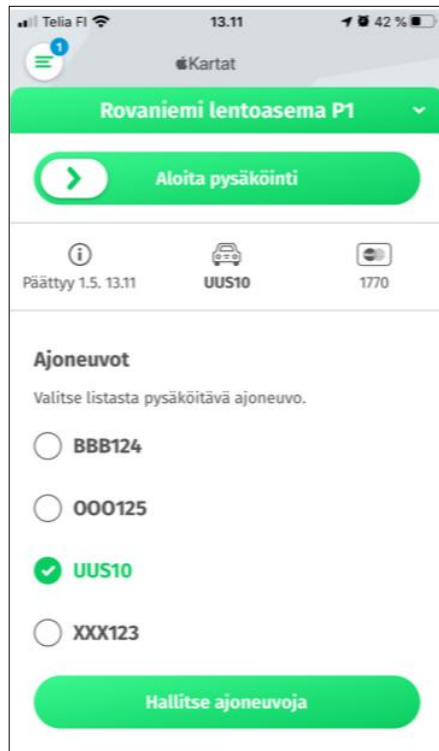 Telia FI 13.11 42 %
1
Kartat
Rovaniemi lentoasema P1
Aloita pysäköinti
Päättyy 1.5. 13.11 UUS10 1770
Ajoneuvot
Valitse listasta pysäköitävä ajoneuvo.
BBB124
OOO125
UUS10
XXX123
Hallitse ajoneuvoja